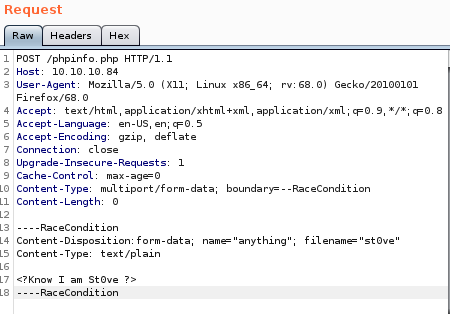 Request
Raw Headers Hex
1 POST /phpinfo.php HTTP/1.1
2 Host: 10.10.10.84
3 User-Agent: Mozilla/5.0 (X11; Linux x86_64; rv:68.0) Gecko/20100101
Firefox/68.0
4 Accept: text/html,application/xhtml+xml,application/xml;q=0.9,*/*;q=0.8
5 Accept-Language: en-US,en;q=0.5
6 Accept-Encoding: gzip, deflate
7 Connection: close
8 Upgrade-Insecure-Requests: 1
9 Cache-Control: max-age=0
10 Content-Type: multiport/form-data; boundary=--RaceCondition
11 Content-Length: 0
12
13 ----RaceCondition
14 Content-Disposition:form-data; name="anything"; filename="st0ve"
15 Content-Type: text/plain
16
17 <?Know I am St0ve ?>
18 ----RaceCondition